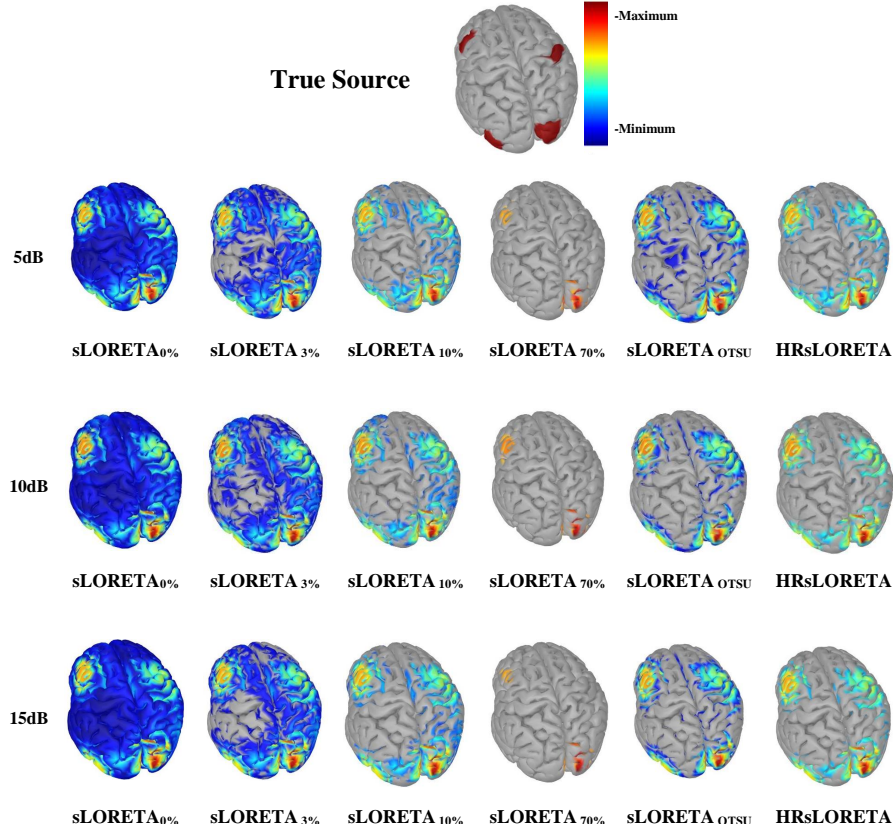 -Maximum
True Source
-Minimum
5dB
sLORETA0% sLORETA 3% sLORETA 10% sLORETA 70% sLORETA OTSU HRsLORETA
10dB
sLORETA0% sLORETA 3% sLORETA 10% sLORETA 70% sLORETA OTSU HRsLORETA
15dB
sLORETA0% sLORETA 3% sLORETA 10% sLORETA 70% sLORETA OTSU HRsLORETA